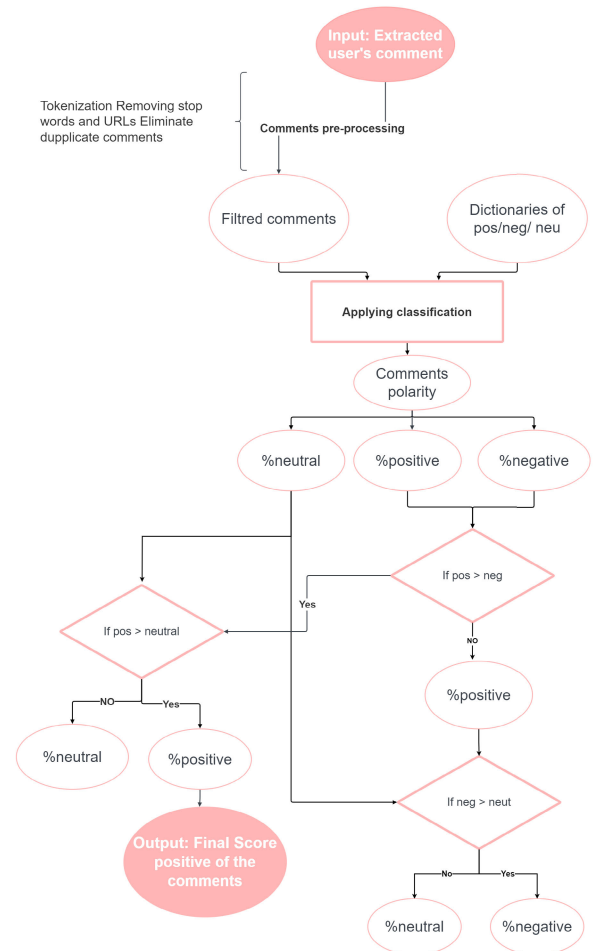 Input: Extracted
user's comment
Tokenization Removing stop
words and URLs Eliminate
dupplicate comments
Comments pre-processing
Filtred comments
Dictionaries of
pos/neg/ neu
Applying classification
Comments
polarity
%neutral
%positive
%negative
If pos > neg
Yes
If pos > neutral
NO
%positive
NO
Yes
%neutral
%positive
If neg > neut
Output: Final Score
positive of the
comments
No
Yes
%neutral
%negative